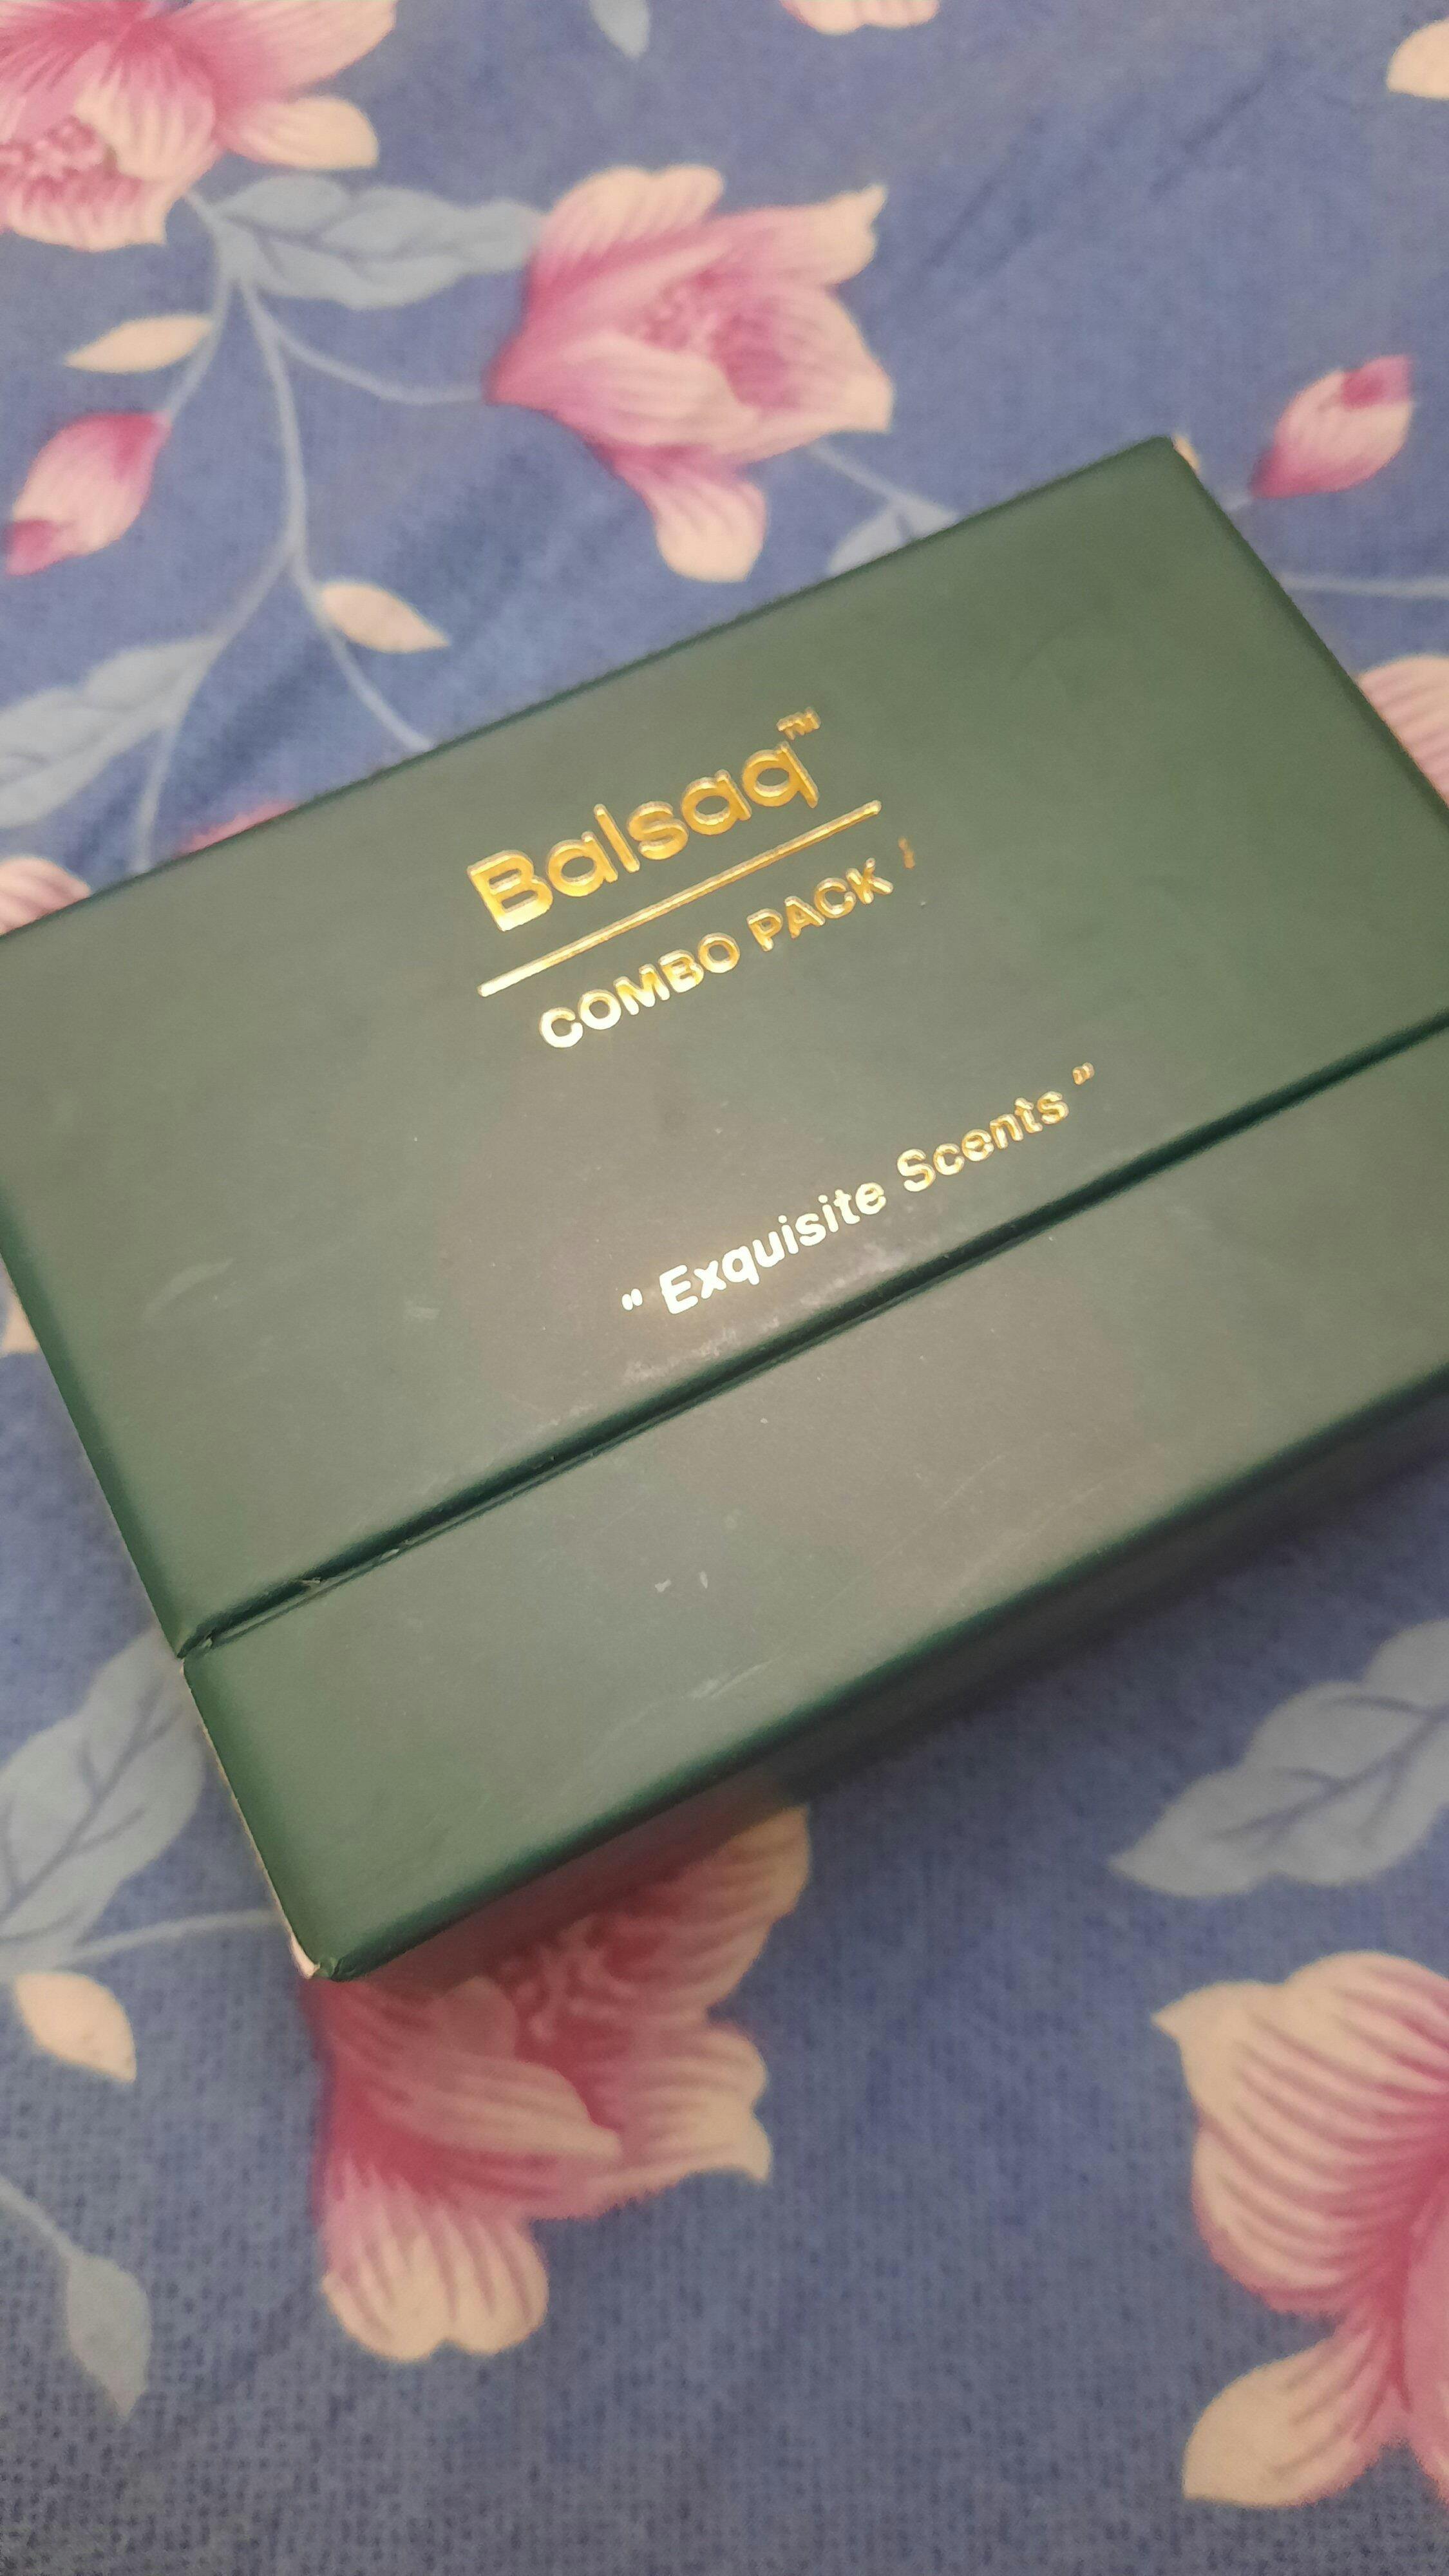 Balsaq™
COMBO PACK
" Exquisite Scents "